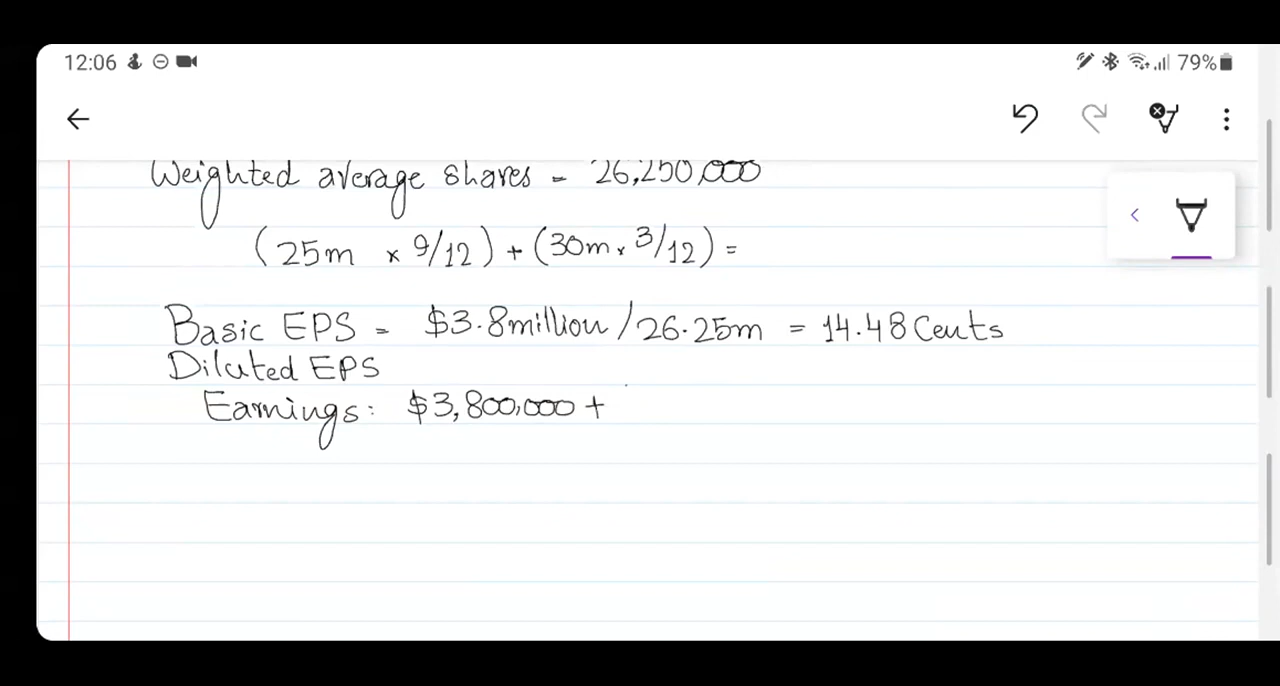 12:06 79%
Weighted average shares = 26,250,000
(25m x 9/12) + (30m x 3/12) =
Basic EPS = $3.8million / 26.25m = 14.48 Cents
Diluted EPS
Earnings: $3,800,000 +